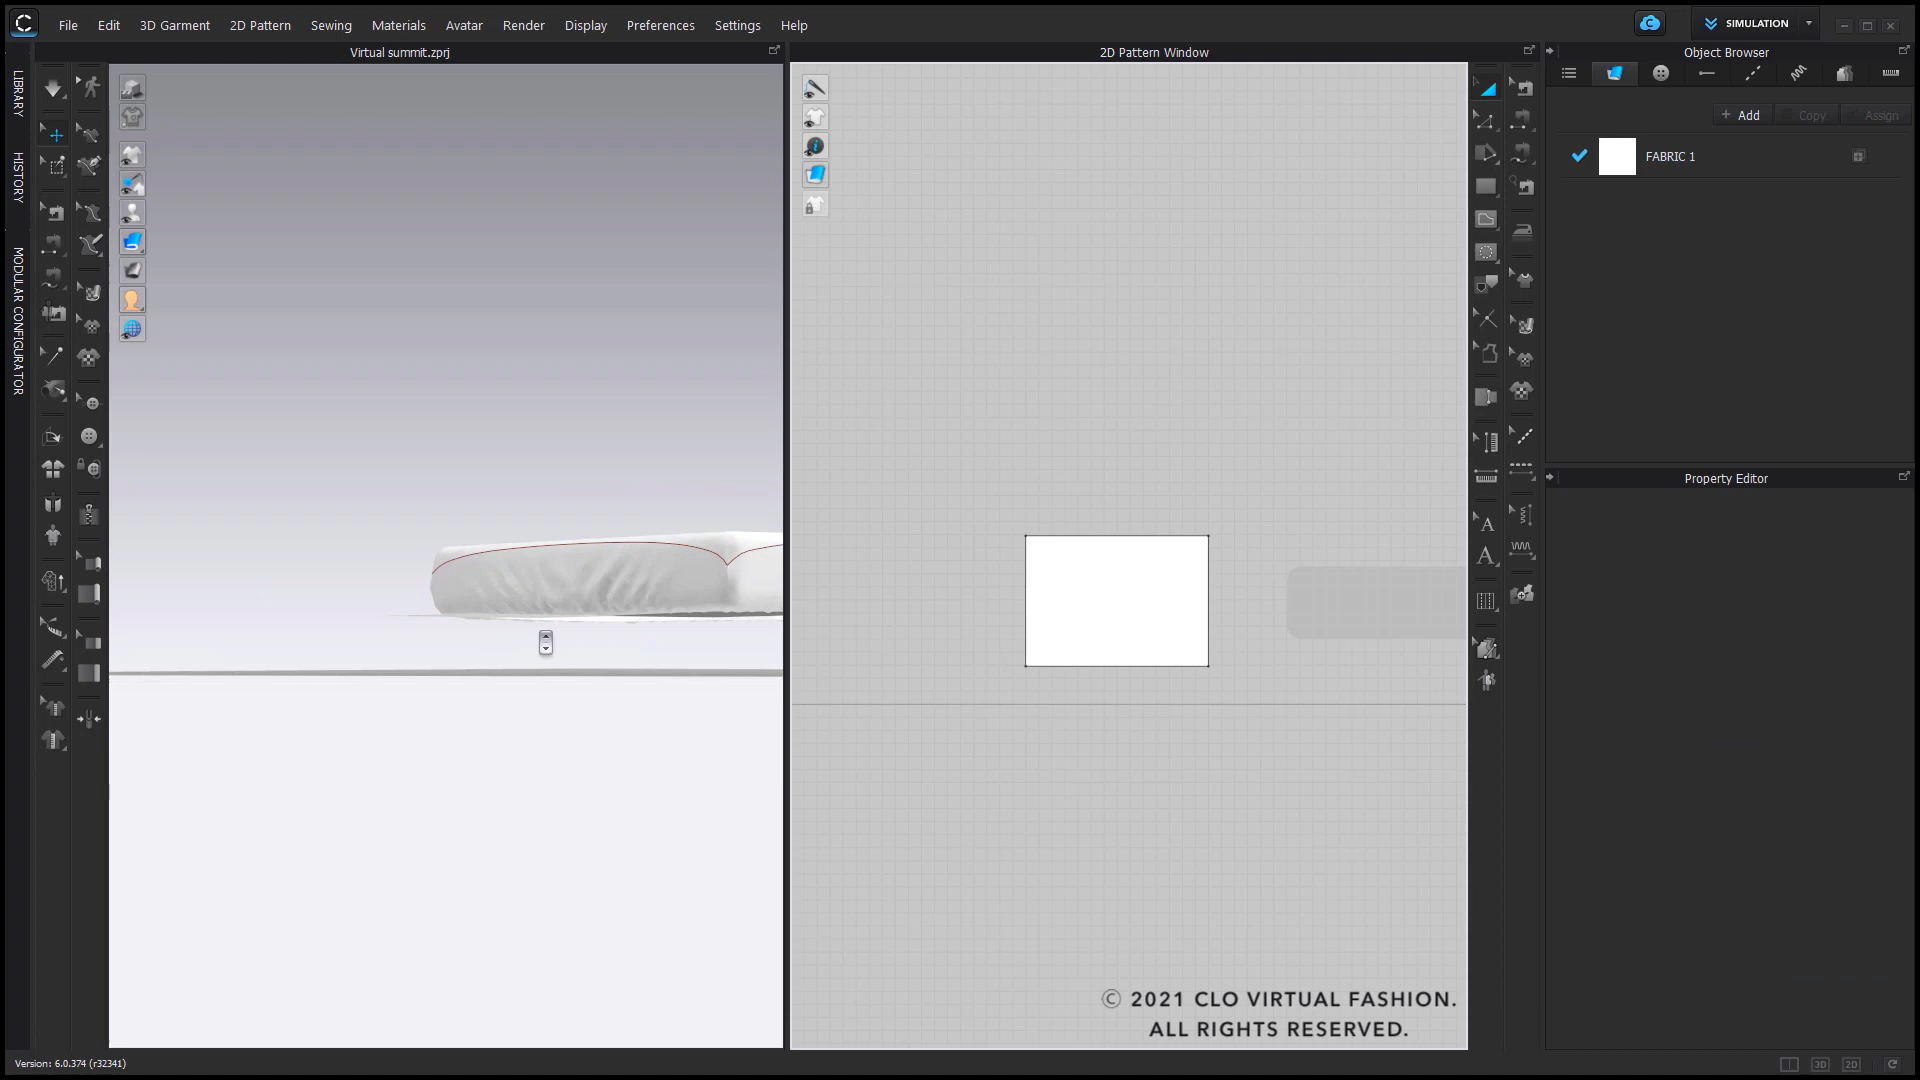 File Edit 3D Garment 2D Pattern Sewing Materials Avatar Render Display Preferences Settings Help
SIMULATION
Virtual summit.zprj
2D Pattern Window
Object Browser
LIBRARY
HISTORY
MODULAR CONFIGURATOR
+ Add Copy Assign
FABRIC 1
Property Editor
A
A
© 2021 CLO VIRTUAL FASHION.
ALL RIGHTS RESERVED.
Version: 6.0.374 (r32341)
3D 2D